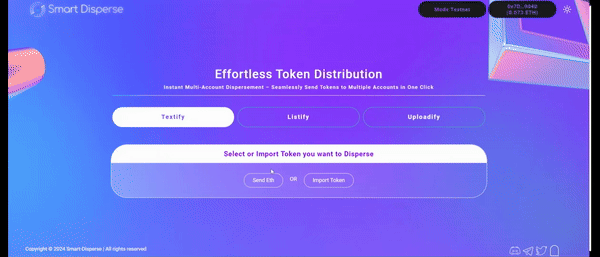 Smart Disperse
Mode Testnet
(0.073 ETH)
Effortless Token Distribution
Instant Multi-Account Dispersement – Seamlessly Send Tokens to Multiple Accounts in One Click
Textify
Listify
Uploadify
Select or Import Token you want to Disperse
Send Eth
OR
Import Token
Copyright © 2024 Smart-Disperse | All rights reserved